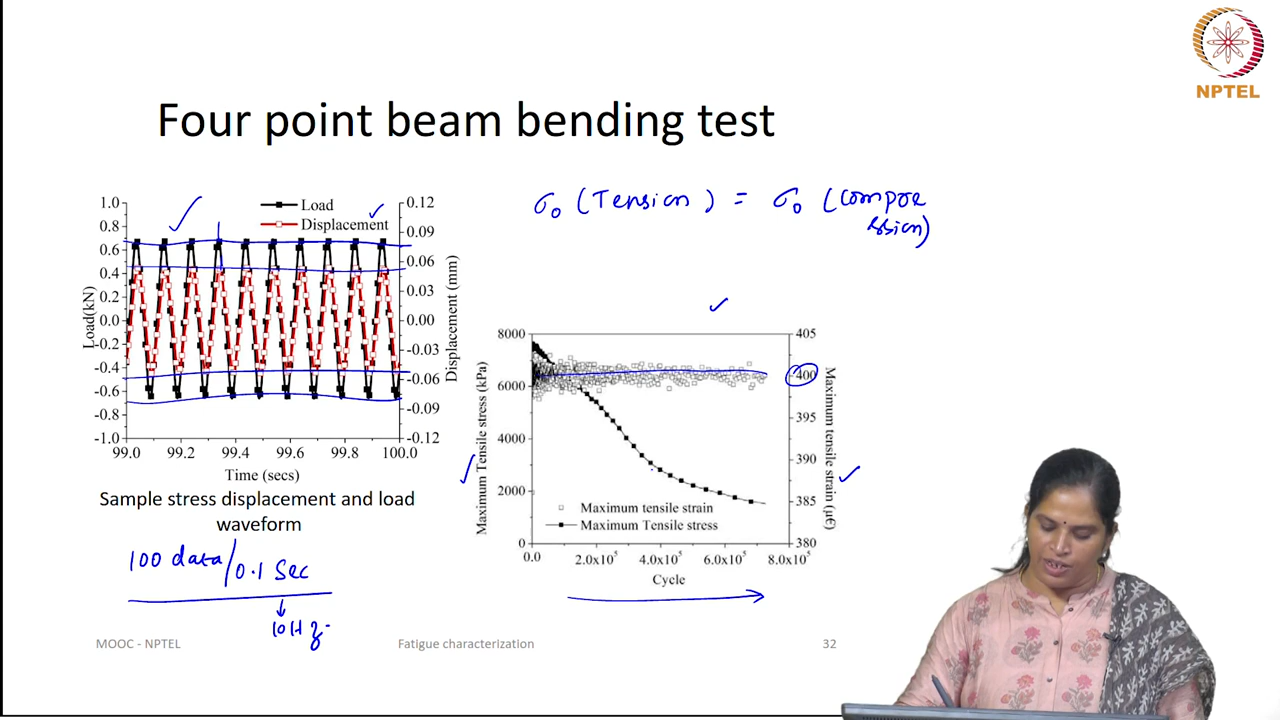 NPTEL
Four point beam bending test
σ₀ (Tension) = σ₀ (compre
ssion)
Load
Displacement
1.0
0.8
0.6
0.4
0.2
0.0
-0.2
-0.4
-0.6
-0.8
-1.0
Load(kN)
0.12
0.09
0.06
0.03
0.00
-0.03
-0.06
-0.09
-0.12
Displacement (mm)
99.0 99.2 99.4 99.6 99.8 100.0
Time (secs)
Sample stress displacement and load
waveform
100 data/0.1 Sec
10Hz
8000
6000
4000
2000
0
Maximum Tensile stress (kPa)
405
400
395
390
385
380
Maximum tensile strain (με)
Maximum tensile strain
Maximum Tensile stress
0.0 2.0x10⁵ 4.0x10⁵ 6.0x10⁵ 8.0x10⁵
Cycle
MOOC - NPTEL
Fatigue characterization
32